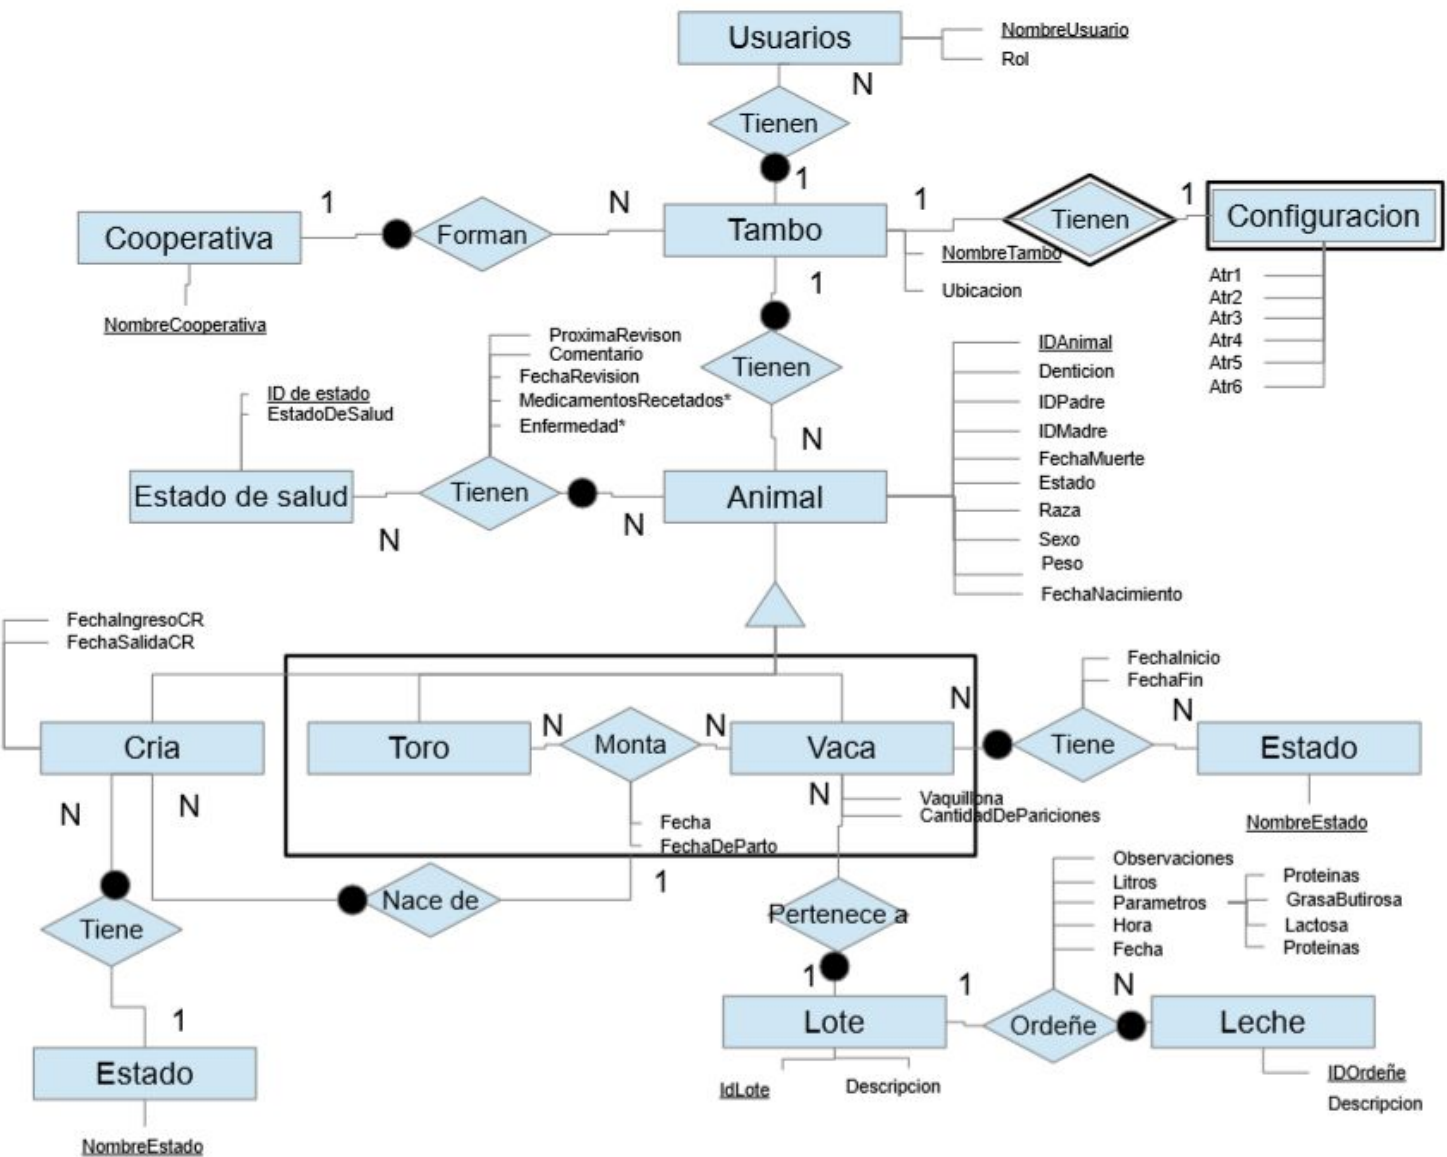 Usuarios
NombreUsuario
Rol
N
Tienen
1
Cooperativa
1
Forman
N
Tambo
1
Tienen
1
Configuracion
NombreCooperativa
NombreTambo
Ubicacion
1
Atr1
Atr2
Atr3
Atr4
Atr5
Atr6
Tienen
N
ProximaRevison
Comentario
FechaRevision
MedicamentosRecetados*
Enfermedad*
ID de estado
EstadoDeSalud
Estado de salud
N
Tienen
N
Animal
IDAnimal
Denticion
IDPadre
IDMadre
FechaMuerte
Estado
Raza
Sexo
Peso
FechaNacimiento
FechaIngresoCR
FechaSalidaCR
Cria
Toro
N
Monta
N
Vaca
N
FechaInicio
FechaFin
Tiene
N
Estado
NombreEstado
N
N
Fecha
FechaDeParto
N
Vaquillona
CantidadDePariciones
Nace de
1
Tiene
1
Estado
NombreEstado
Pertenece a
1
Lote
IdLote
Descripcion
1
Ordeñe
N
Leche
Observaciones
Litros
Parametros
Hora
Fecha
Proteinas
GrasaButirosa
Lactosa
Proteinas
IDOrdeñe
Descripcion